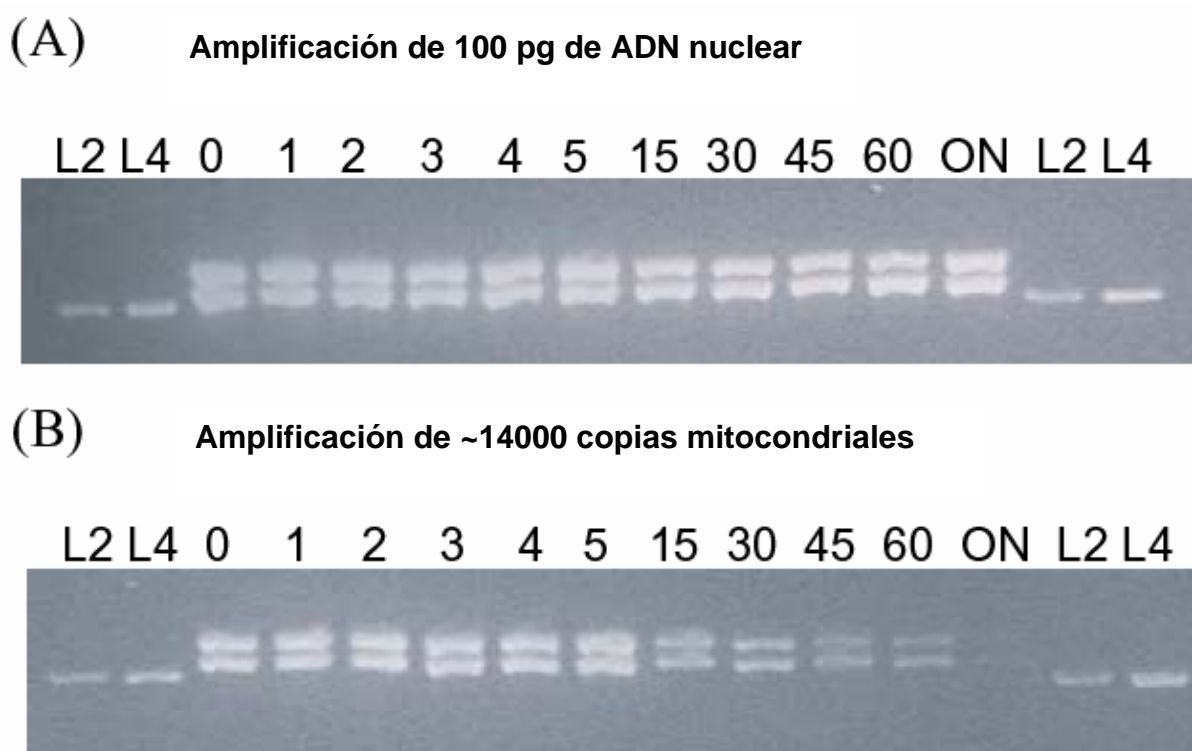 (A) Amplificación de 100 pg de ADN nuclear
L2 L4 0 1 2 3 4 5 15 30 45 60 ON L2 L4
(B) Amplificación de ~14000 copias mitocondriales
L2 L4 0 1 2 3 4 5 15 30 45 60 ON L2 L4